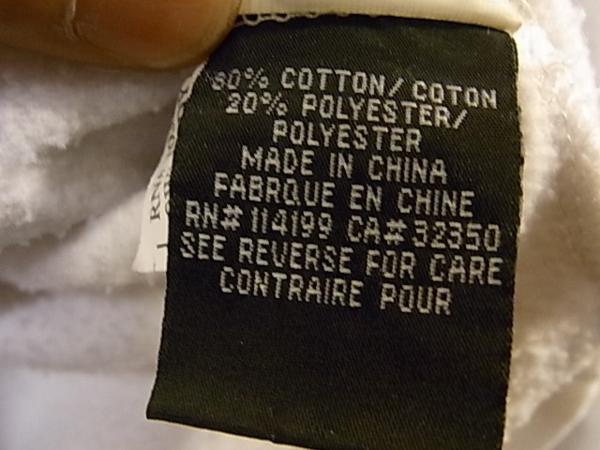 80% COTTON/COTON
20% POLYESTER/
POLYESTER
MADE IN CHINA
FABRQUE EN CHINE
RN# 114199 CA# 32350
SEE REVERSE FOR CARE
CONTRAIRE POUR
RN